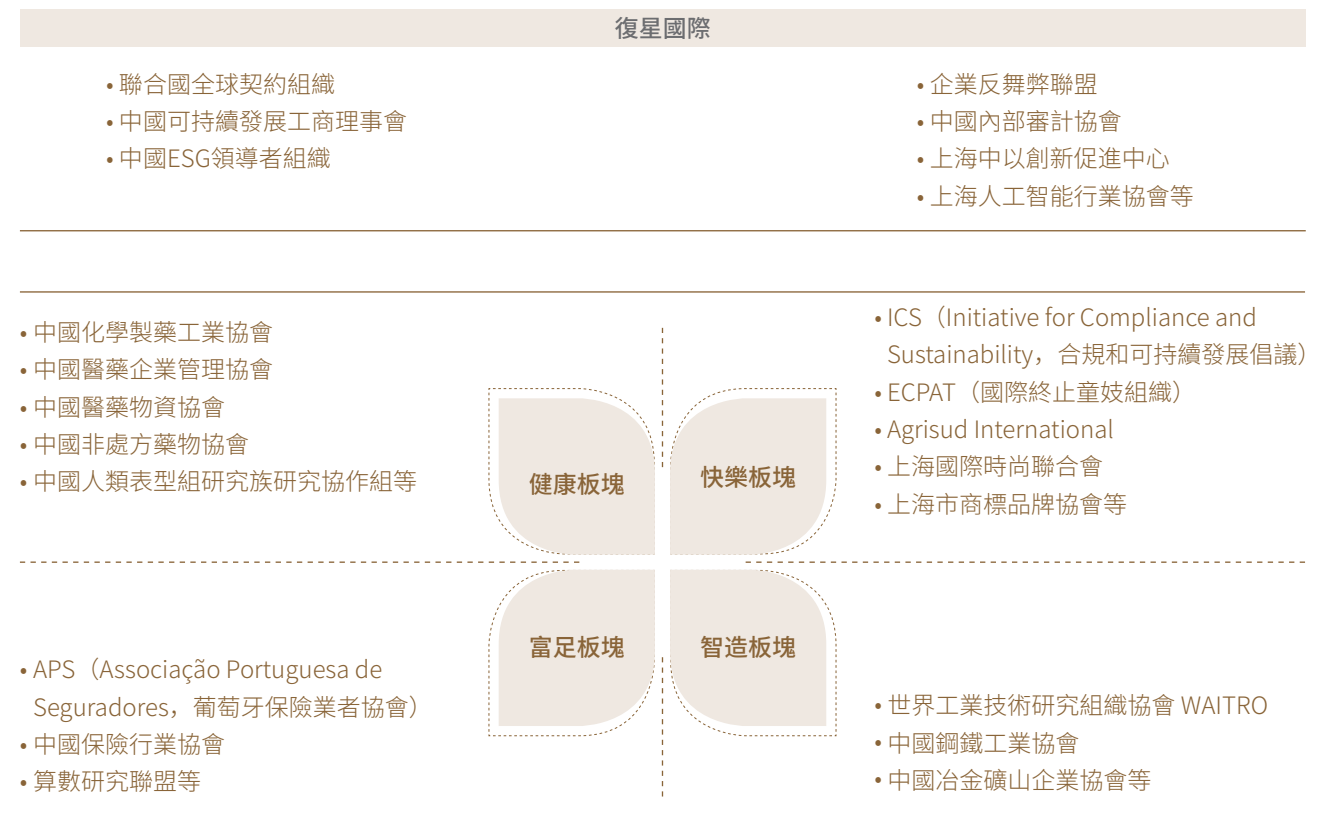 復星國際
• 聯合國全球契約組織
• 中國可持續發展工商理事會
• 中國ESG領導者組織
• 企業反舞弊聯盟
• 中國內部審計協會
• 上海中以創新促進中心
• 上海人工智能行業協會等
• 中國化學製藥工業協會
• 中國醫藥企業管理協會
• 中國醫藥物資協會
• 中國非處方藥物協會
• 中國人類表型組研究族研究協作組等
健康板塊
快樂板塊
• ICS（Initiative for Compliance and
Sustainability，合規和可持續發展倡議）
• ECPAT（國際終止童妓組織）
• Agrisud International
• 上海國際時尚聯合會
• 上海市商標品牌協會等
• APS（Associação Portuguesa de
Seguradores，葡萄牙保險業者協會）
• 中國保險行業協會
• 算數研究聯盟等
富足板塊
智造板塊
• 世界工業技術研究組織協會 WAITRO
• 中國鋼鐵工業協會
• 中國冶金礦山企業協會等